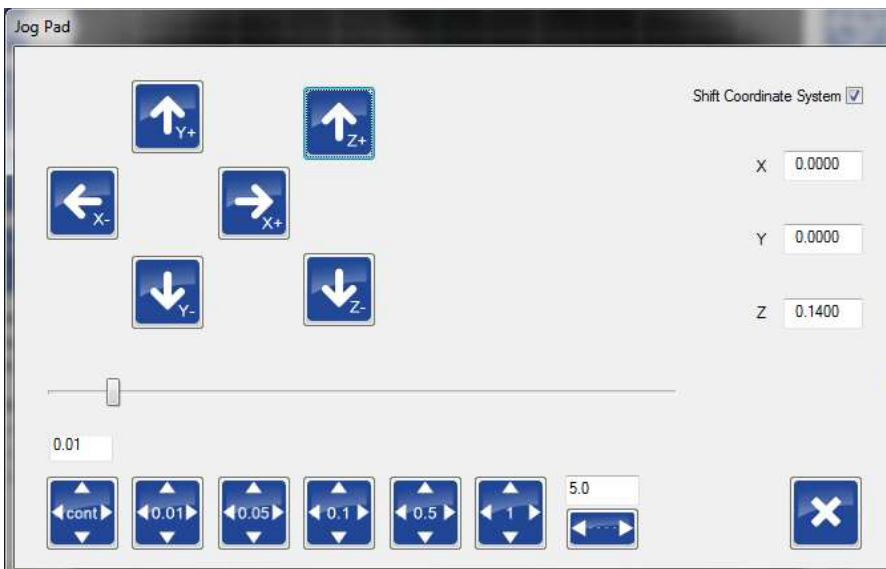 Jog Pad
Shift Coordinate System
Y+
Z+
X 0.0000
X-
X+
Y 0.0000
Y-
Z-
Z 0.1400
0.01
cont
0.01
0.05
0.1
0.5
1
5.0